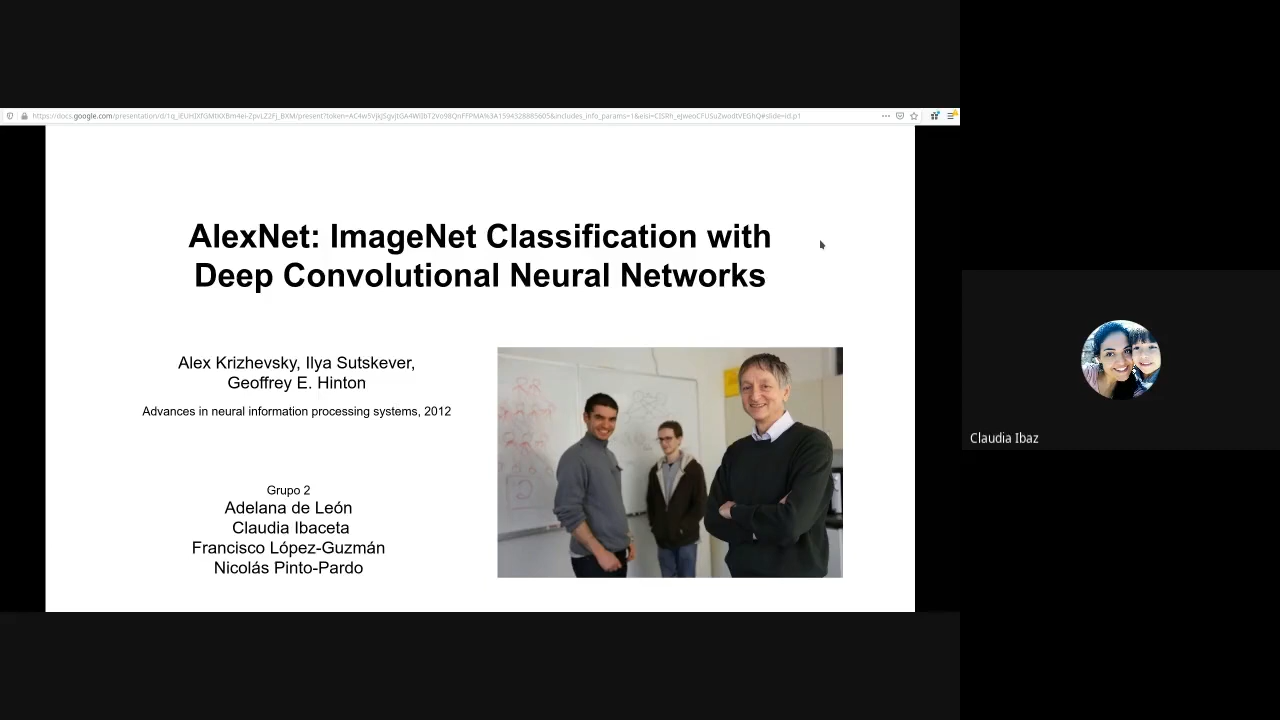 AlexNet: ImageNet Classification with
Deep Convolutional Neural Networks
Alex Krizhevsky, Ilya Sutskever,
Geoffrey E. Hinton
Advances in neural information processing systems, 2012
Grupo 2
Adelana de León
Claudia Ibaceta
Francisco López-Guzmán
Nicolás Pinto-Pardo
Claudia Ibaz